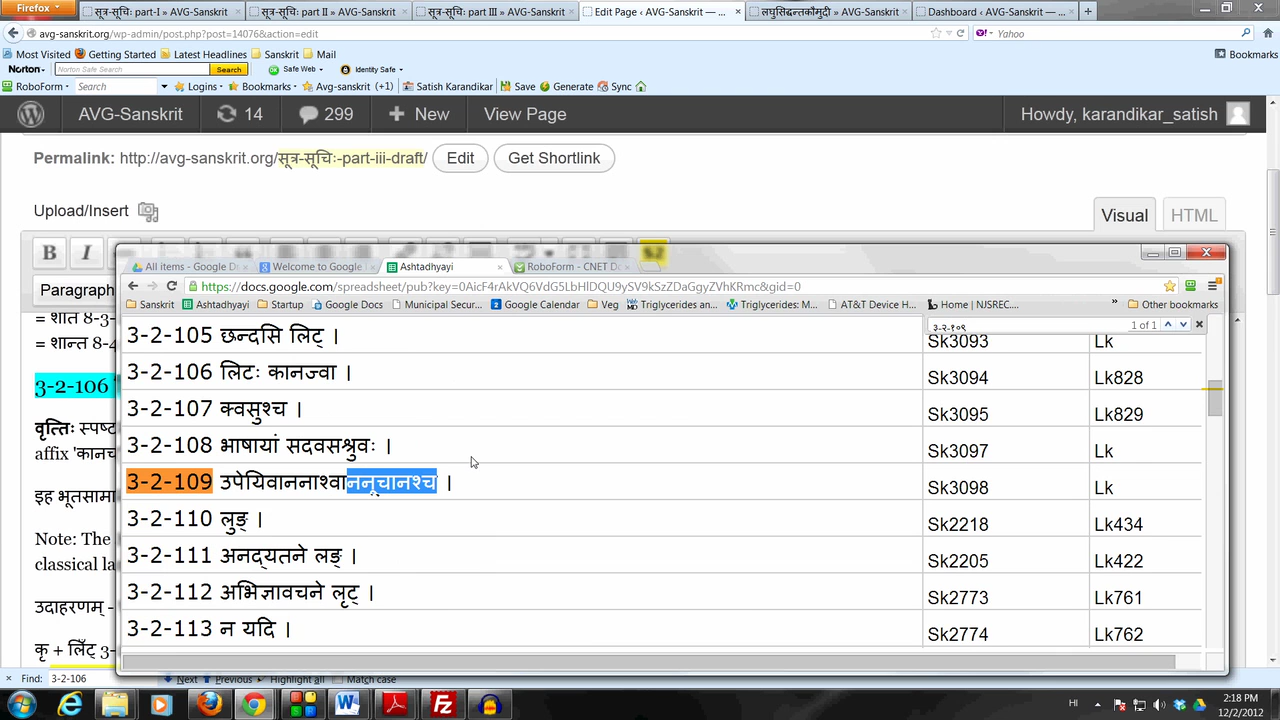 Firefox
सूत्र-सूचिः part-I » AVG-Sanskrit
सूत्र-सूचिः part II » AVG-Sanskrit
सूत्र-सूचिः part III » AVG-Sanskrit
Edit Page ‹ AVG-Sanskrit —...
लघुसिद्धान्तकौमुदी » AVG-Sanskrit
Dashboard ‹ AVG-Sanskrit — ...
avg-sanskrit.org/wp-admin/post.php?post=14076&action=edit
Yahoo
Most Visited Getting Started Latest Headlines Sanskrit Mail Bookmarks
Norton Norton Safe Search Search Safe Web Identity Safe
RoboForm Search Logins Bookmarks Avg-sanskrit (+1) Satish Karandikar Save Generate Sync
AVG-Sanskrit 14 299 New View Page Howdy, karandikar_satish
Permalink: http://avg-sanskrit.org/सूत्र-सूचिः-part-iii-draft/ Edit Get Shortlink
Upload/Insert Visual HTML
B I
Paragraph
= शात 8-3-
= शान्त 8-4
3-2-106
वृत्तिः स्पष्ट
affix 'कानच
इह भूतसामा
Note: The
classical la
उदाहरणम् -
कृ + लिँट् 3-
All items - Google D
Welcome to Google
Ashtadhyayi
RoboForm - CNET D
https://docs.google.com/spreadsheet/pub?key=0AicF4rAkVV6VdG5LbHlDQU9ySV9kSzZDaGgyZVhKRmc&gid=0
Sanskrit Ashtadhyayi Startup Google Docs Municipal Secur... Google Calendar Veg Triglycerides an... Triglycerides: M... AT&T Device H... Home | NJSREC... » Other bookmarks
३-२-१०९ 1 of 1
3-2-105 छन्दसि लिट् । Sk3093 Lk
3-2-106 लिटः कानज्वा । Sk3094 Lk828
3-2-107 क्वसुश्च । Sk3095 Lk829
3-2-108 भाषायां सदवसश्रुवः । Sk3097 Lk
3-2-109 उपेयिवाननाश्वाननूचानश्च । Sk3098 Lk
3-2-110 लुङ् । Sk2218 Lk434
3-2-111 अनद्यतने लङ् । Sk2205 Lk422
3-2-112 अभिज्ञावचने लृट् । Sk2773 Lk761
3-2-113 न यदि । Sk2774 Lk762
Find: 3-2-106 Next Previous Highlight all Match case
HI
2:18 PM
12/2/2012